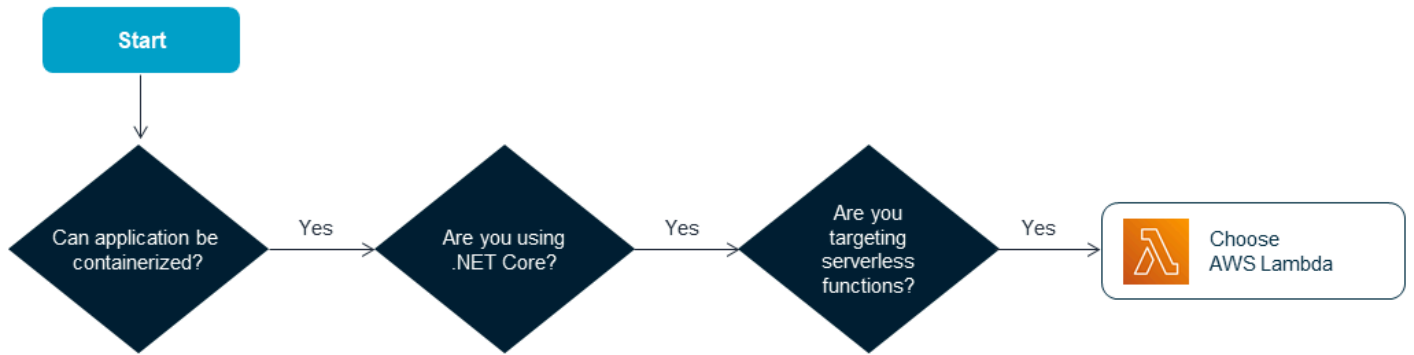 Start
Can application be
containerized?
Yes
Are you using
.NET Core?
Yes
Are you
targeting
serverless
functions?
Yes
Choose
AWS Lambda